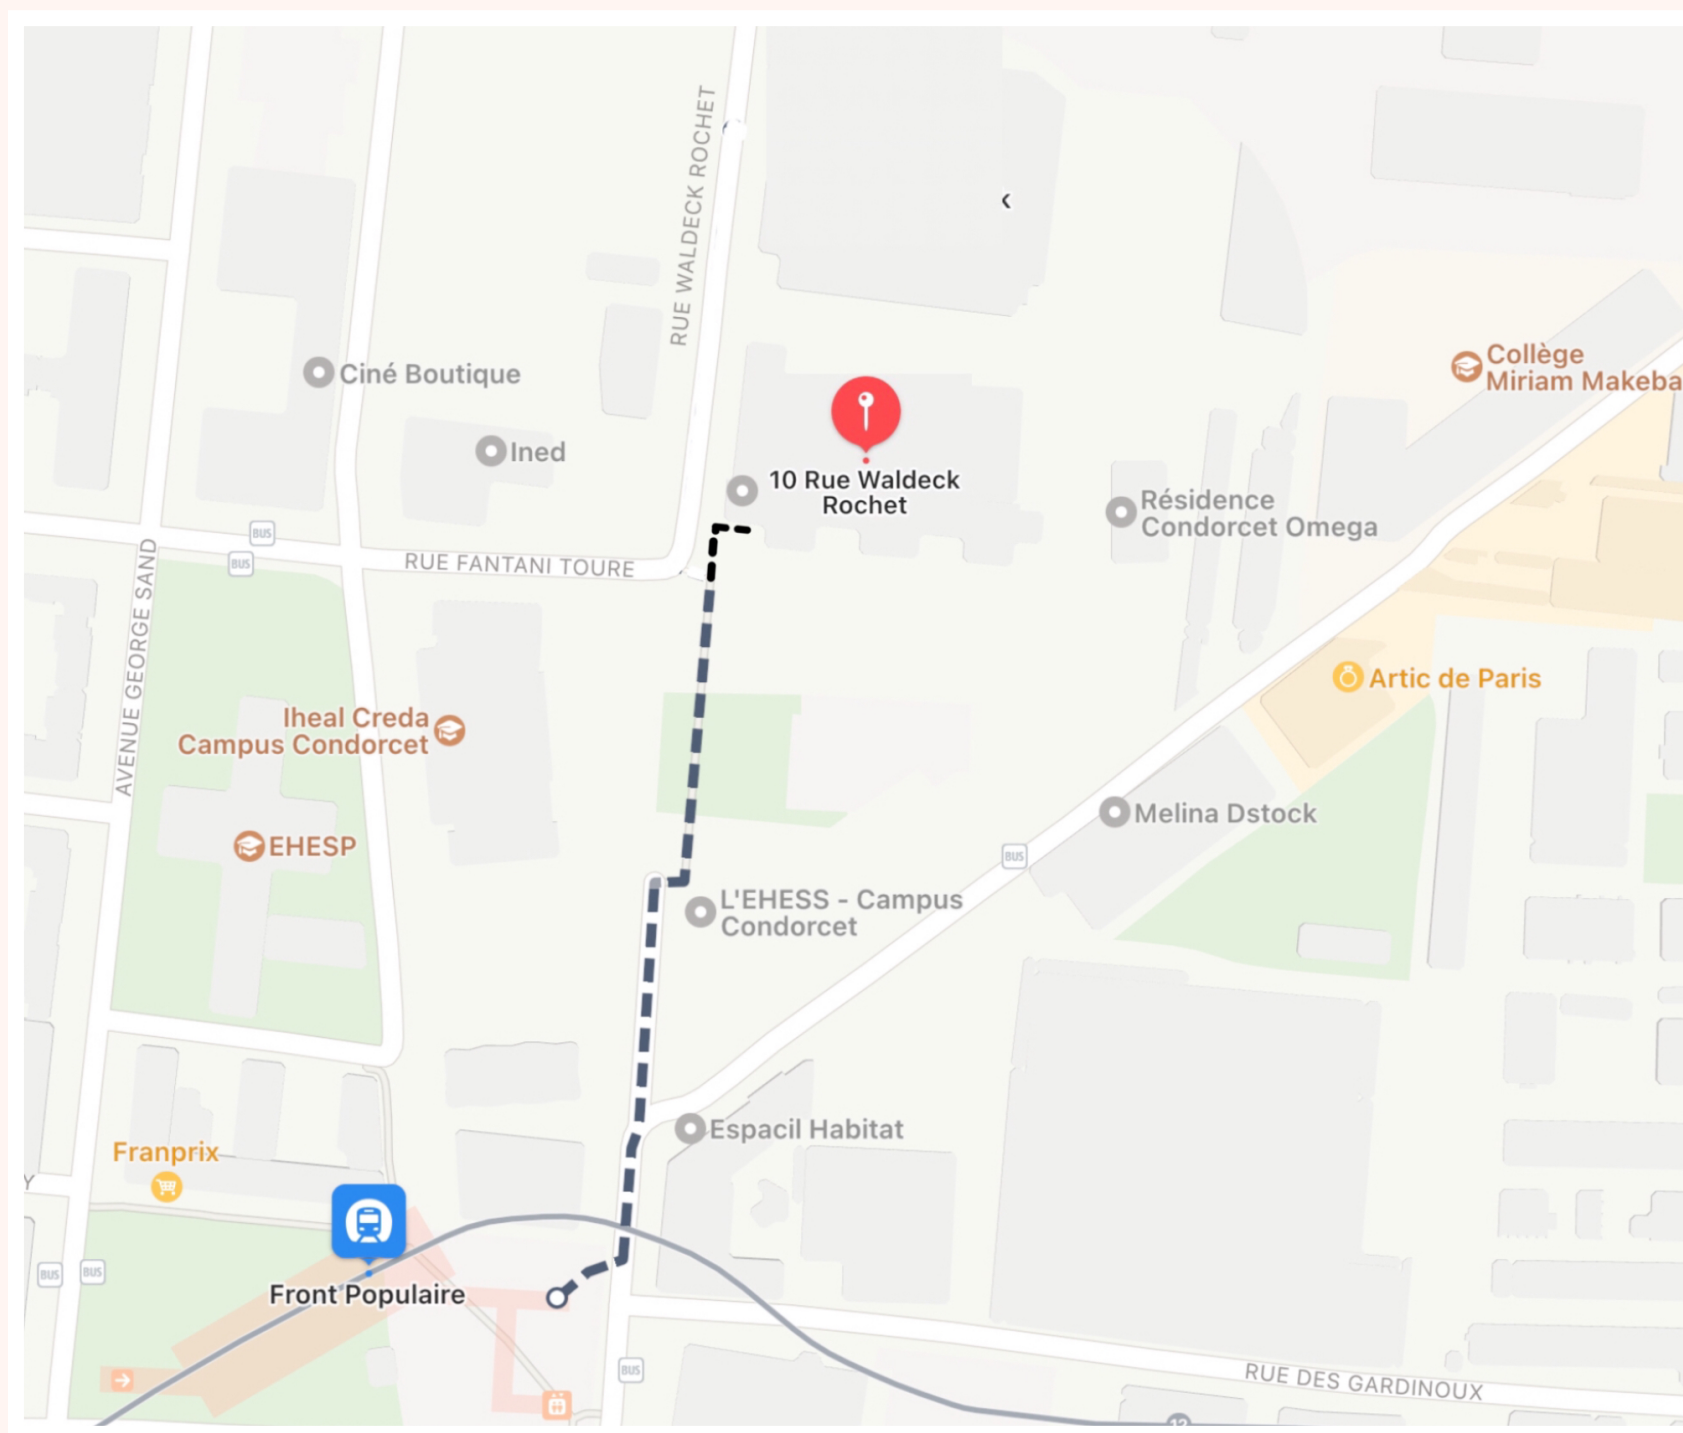 RUE WALDECK ROCHET
Ciné Boutique
Collège
Miriam Makeba
Ined
10 Rue Waldeck
Rochet
Résidence
Condorcet Omega
BUS
BUS
RUE FANTANI TOURE
AVENUE GEORGE SAND
Artic de Paris
Iheal Creda
Campus Condorcet
Melina Dstock
EHESP
BUS
L'EHESS - Campus
Condorcet
Espacil Habitat
Franprix
Y
BUS
BUS
Front Populaire
BUS
RUE DES GARDINOUX
12